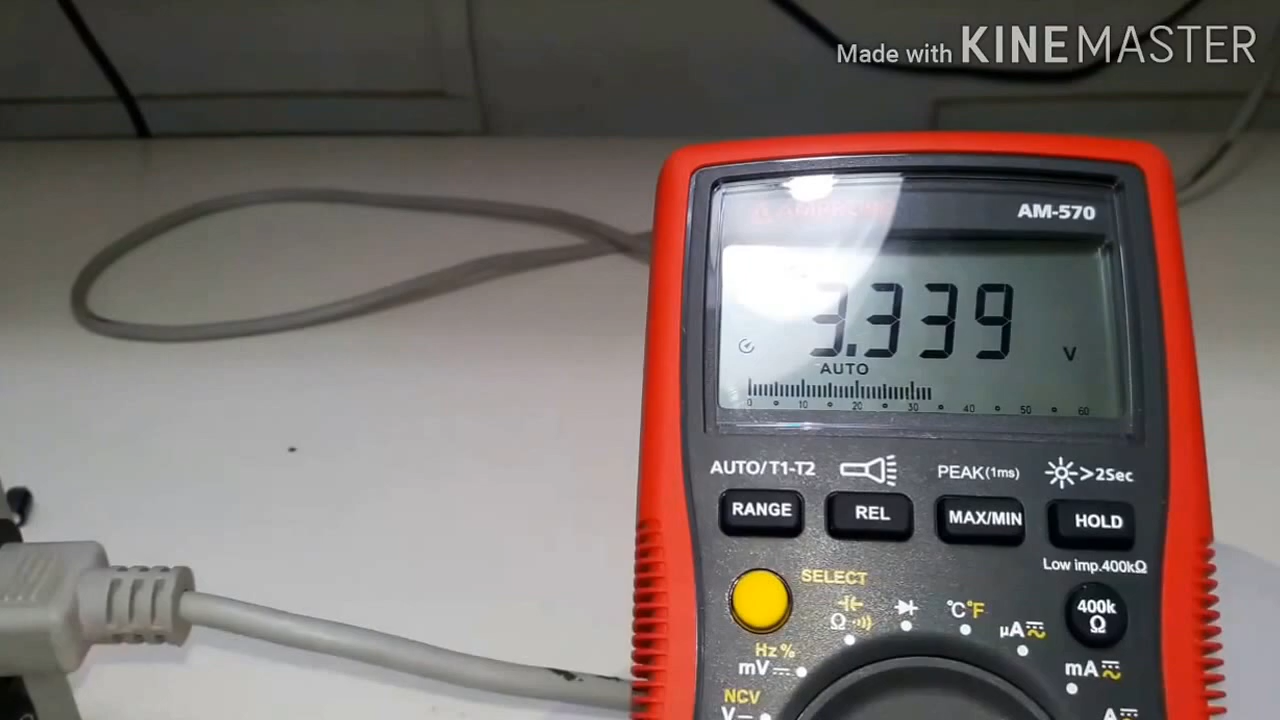 Made with KINEMASTER
AM-570
3.339
V
AUTO
0 10 20 30 40 50 60
AUTO/T1-T2 PEAK(1ms) >2Sec
RANGE REL MAX/MIN HOLD
Low imp.400kΩ
SELECT
400k
Ω
Ω °C°F
µA
Hz%
mV
mA
NCV
V
A